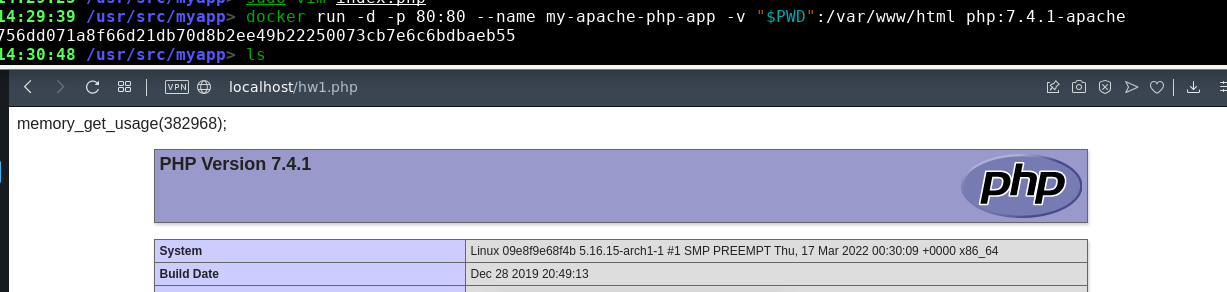 14:29:29 /usr/src/myapp> sudo vim index.php
14:29:39 /usr/src/myapp> docker run -d -p 80:80 --name my-apache-php-app -v "$PWD":/var/www/html php:7.4.1-apache
756dd071a8f66d21db70d8b2ee49b22250073cb7e6c6bdbaeb55
14:30:48 /usr/src/myapp> ls
VPN localhost/hw1.php
memory_get_usage(382968);
PHP Version 7.4.1
php
System Linux 09e8f9e68f4b 5.16.15-arch1-1 #1 SMP PREEMPT Thu, 17 Mar 2022 00:30:09 +0000 x86_64
Build Date Dec 28 2019 20:49:13